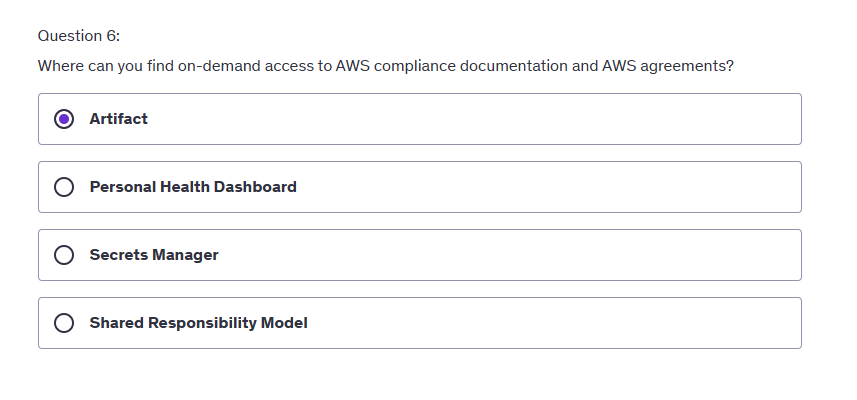 Question 6:
Where can you find on-demand access to AWS compliance documentation and AWS agreements?
Artifact
Personal Health Dashboard
Secrets Manager
Shared Responsibility Model